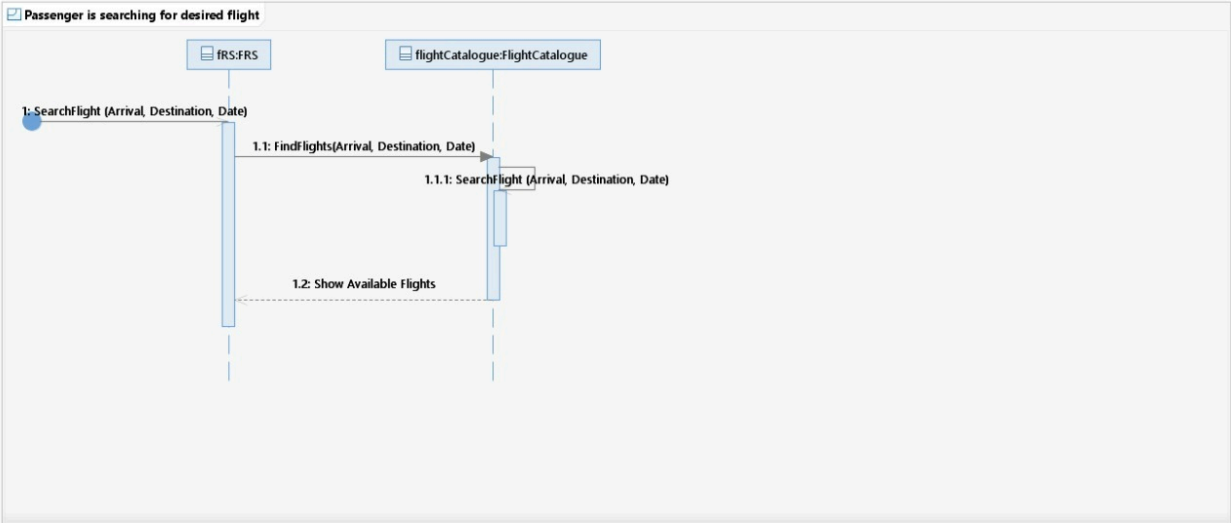 Passenger is searching for desired flight
fRS:FRS
flightCatalogue:FlightCatalogue
1: SearchFlight (Arrival, Destination, Date)
1.1: FindFlights(Arrival, Destination, Date)
1.1.1: SearchFlight (Arrival, Destination, Date)
1.2: Show Available Flights